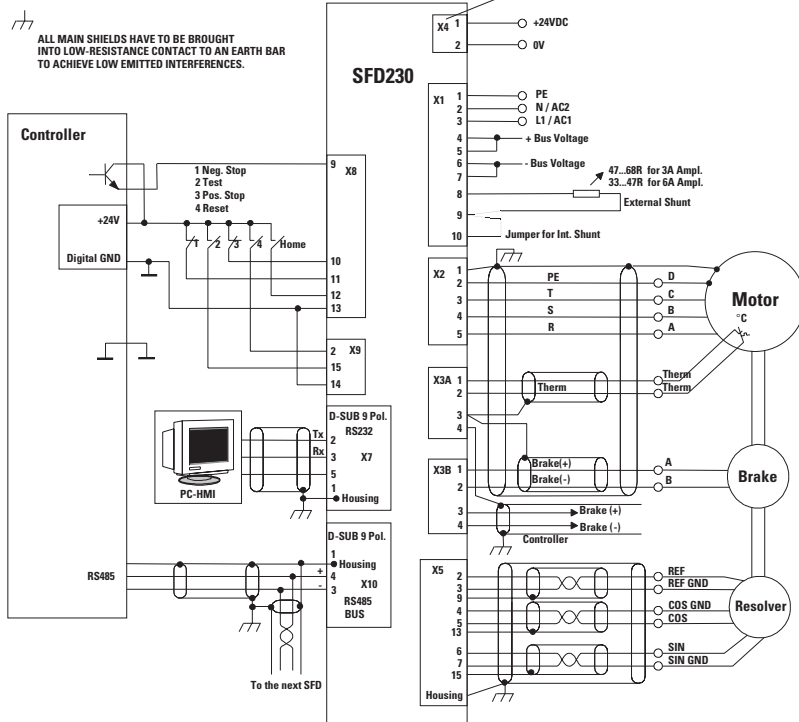 ALL MAIN SHIELDS HAVE TO BE BROUGHT
INTO LOW-RESISTANCE CONTACT TO AN EARTH BAR
TO ACHIEVE LOW EMITTED INTERFERENCES.
SFD230
Controller
+24V
Digital GND
1 Neg. Stop
2 Test
3 Pos. Stop
4 Reset
1
2
3
4
Home
9
X8
10
11
12
13
2
X9
15
14
PC-HMI
D-SUB 9 Pol.
RS232
Tx
2
Rx
3
X7
5
1
Housing
D-SUB 9 Pol.
1
Housing
RS485
+
4
X10
-
3
RS485
BUS
To the next SFD
X4
1
+24VDC
2
0V
X1
1
PE
2
N / AC2
3
L1 / AC1
4
+ Bus Voltage
5
6
- Bus Voltage
7
47...68R for 3A Ampl.
33...47R for 6A Ampl.
8
External Shunt
9
10
Jumper for Int. Shunt
X2
1
2
PE
D
3
T
C
4
S
B
5
R
A
Motor
°C
X3A
1
Therm
2
Therm
Therm
3
4
X3B
1
Brake(+)
A
2
Brake(-)
B
Brake
3
Brake (+)
4
Brake (-)
Controller
X5
2
REF
3
REF GND
9
4
COS GND
5
COS
13
Resolver
6
SIN
7
SIN GND
15
Housing